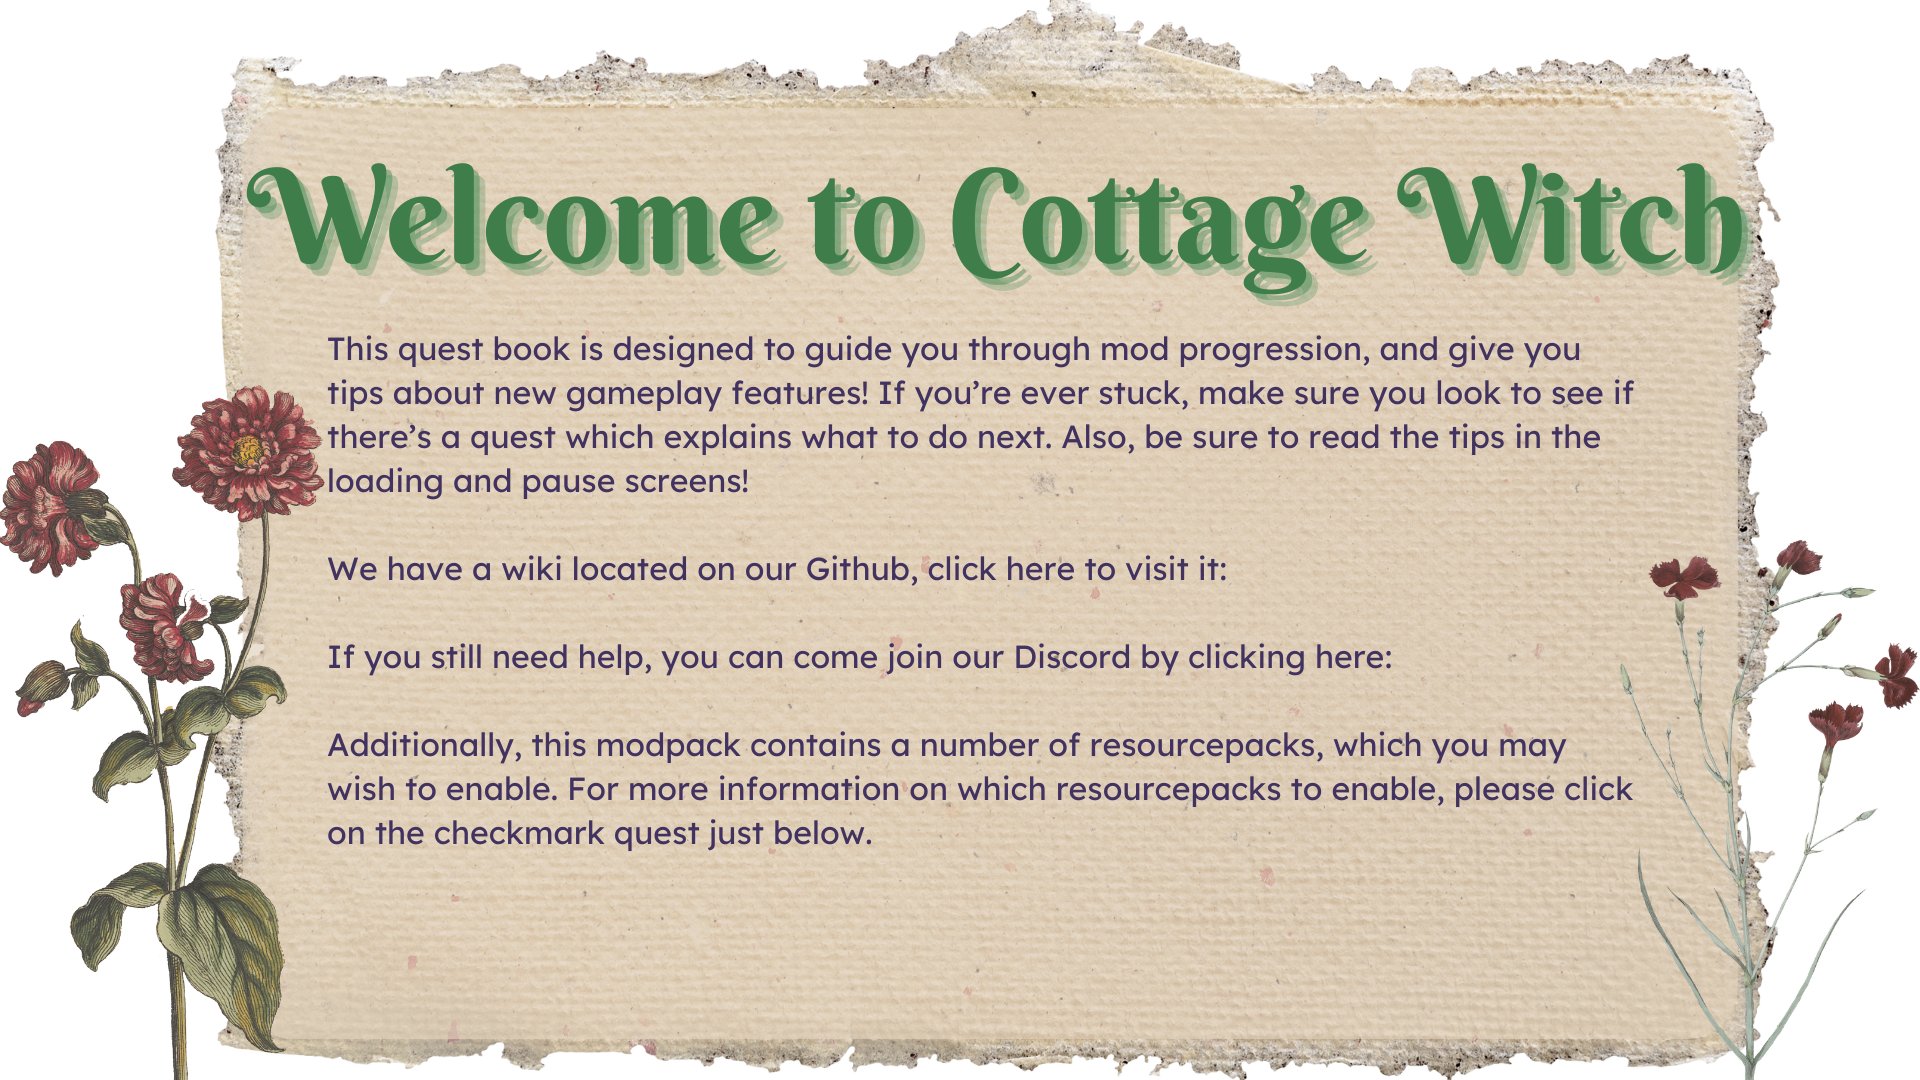 Welcome to Cottage Witch
This quest book is designed to guide you through mod progression, and give you
tips about new gameplay features! If you’re ever stuck, make sure you look to see if
there’s a quest which explains what to do next. Also, be sure to read the tips in the
loading and pause screens!
We have a wiki located on our Github, click here to visit it:
If you still need help, you can come join our Discord by clicking here:
Additionally, this modpack contains a number of resourcepacks, which you may
wish to enable. For more information on which resourcepacks to enable, please click
on the checkmark quest just below.